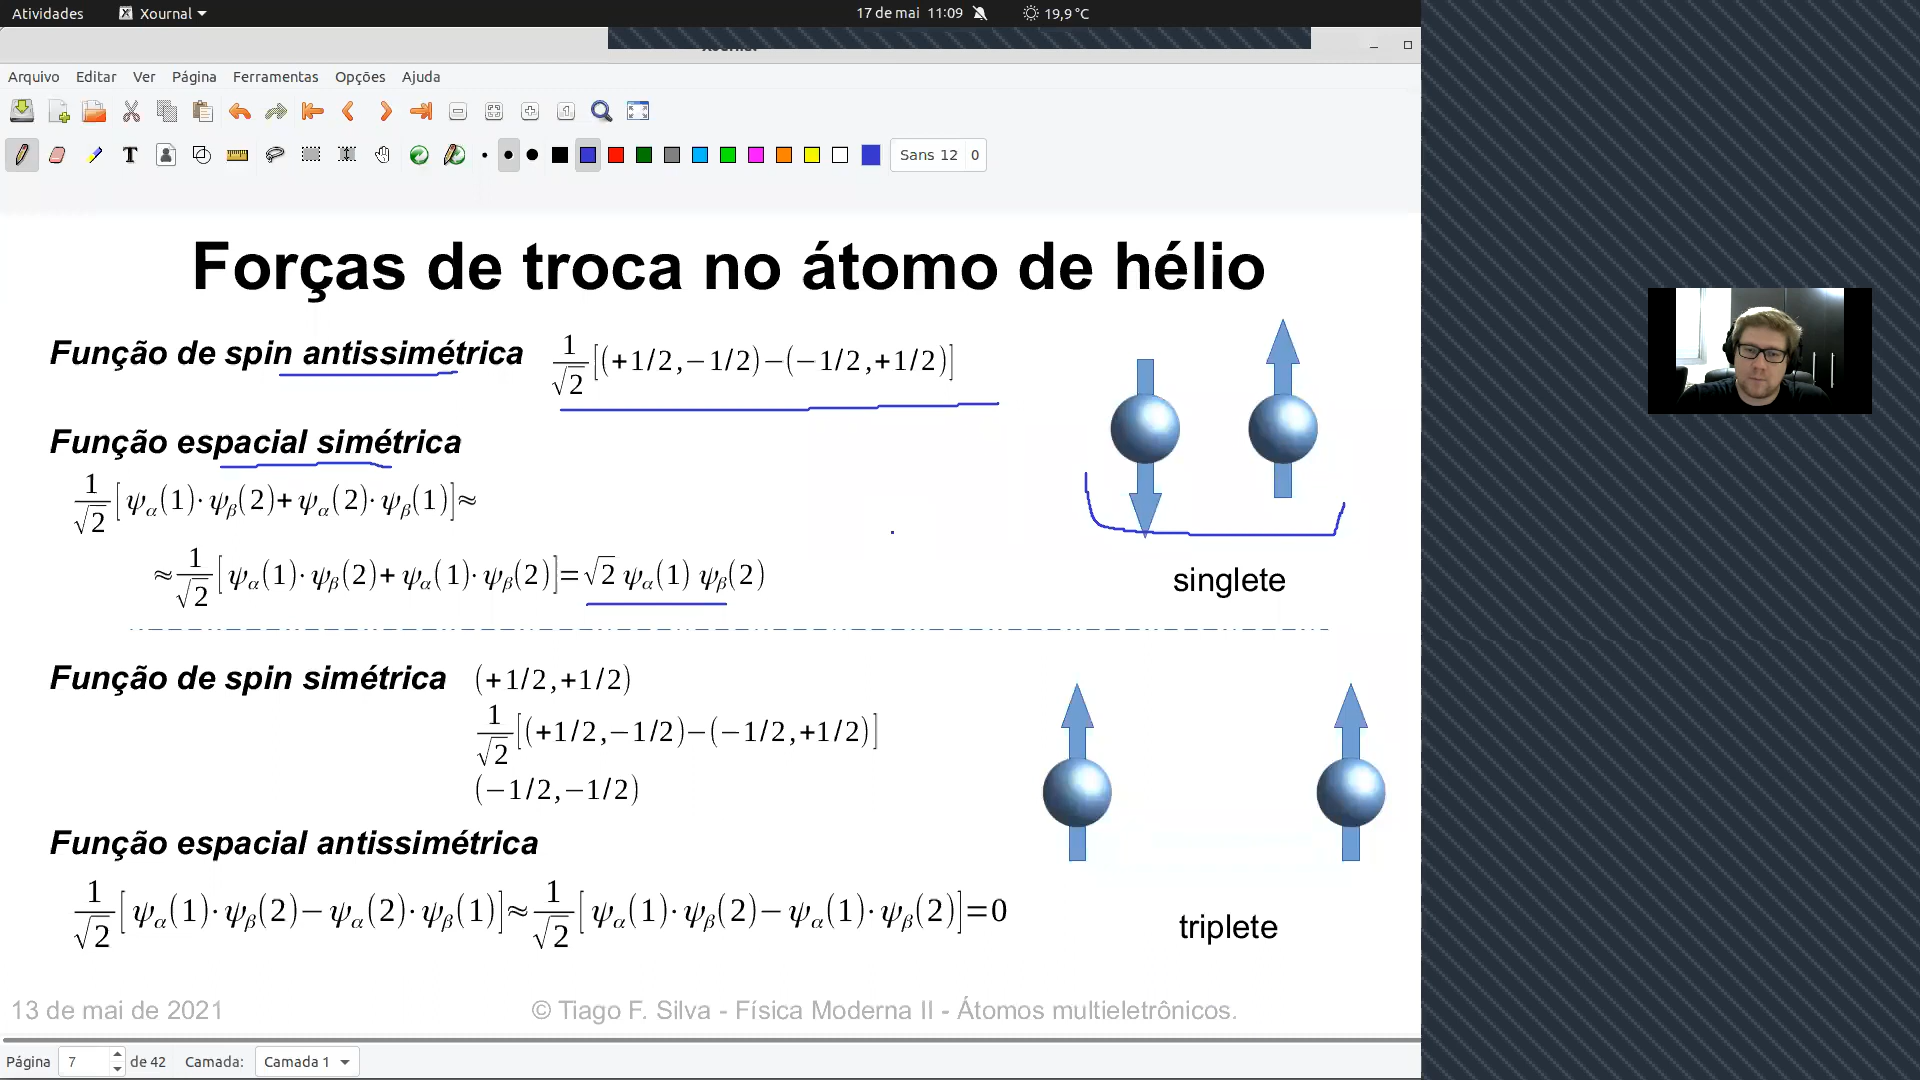 Atividades Xournal 17 de mai 11:09 19,9 °C
Arquivo Editar Ver Página Ferramentas Opções Ajuda
Sans 12 0
Forças de troca no átomo de hélio
Função de spin antissimétrica 1/√2 [(+1/2,−1/2)−(−1/2,+1/2)]
Função espacial simétrica
1/√2 [ψα(1)·ψβ(2)+ψα(2)·ψβ(1)]≈
≈1/√2 [ψα(1)·ψβ(2)+ψα(1)·ψβ(2)]=√2 ψα(1) ψβ(2)
singlete
Função de spin simétrica (+1/2,+1/2)
1/√2 [(+1/2,−1/2)−(−1/2,+1/2)]
(−1/2,−1/2)
Função espacial antissimétrica
1/√2 [ψα(1)·ψβ(2)−ψα(2)·ψβ(1)]≈1/√2 [ψα(1)·ψβ(2)−ψα(1)·ψβ(2)]=0
triplete
13 de mai de 2021 © Tiago F. Silva - Física Moderna II - Átomos multieletrônicos.
Página 7 de 42 Camada: Camada 1